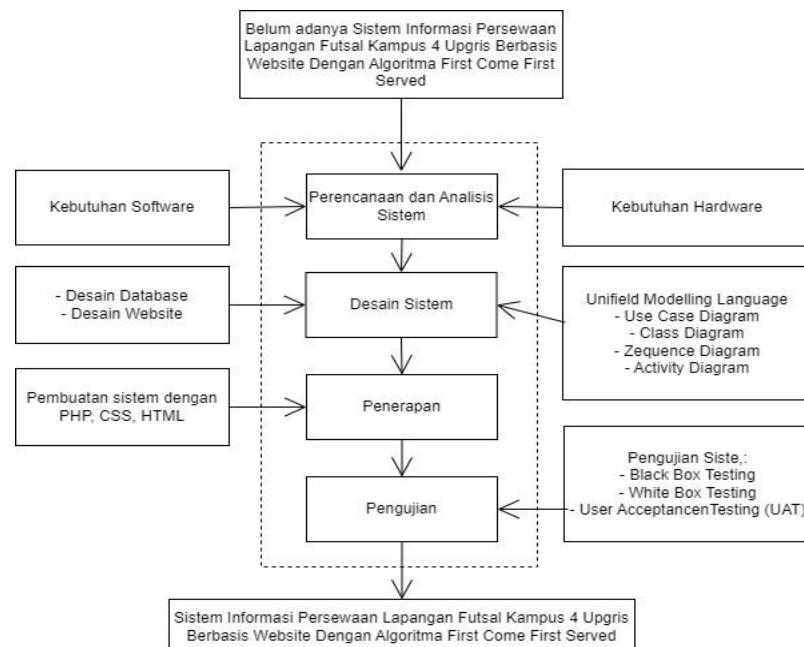 Belum adanya Sistem Informasi Persewaan
Lapangan Futsal Kampus 4 Upgris Berbasis
Website Dengan Algoritma First Come First
Served
Kebutuhan Software
Perencanaan dan Analisis
Sistem
Kebutuhan Hardware
- Desain Database
- Desain Website
Desain Sistem
Unifield Modelling Language
- Use Case Diagram
- Class Diagram
- Zequence Diagram
- Activity Diagram
Pembuatan sistem dengan
PHP, CSS, HTML
Penerapan
Pengujian
Pengujian Siste,:
- Black Box Testing
- White Box Testing
- User AcceptancenTesting (UAT)
Sistem Informasi Persewaan Lapangan Futsal Kampus 4 Upgris
Berbasis Website Dengan Algoritma First Come First Served